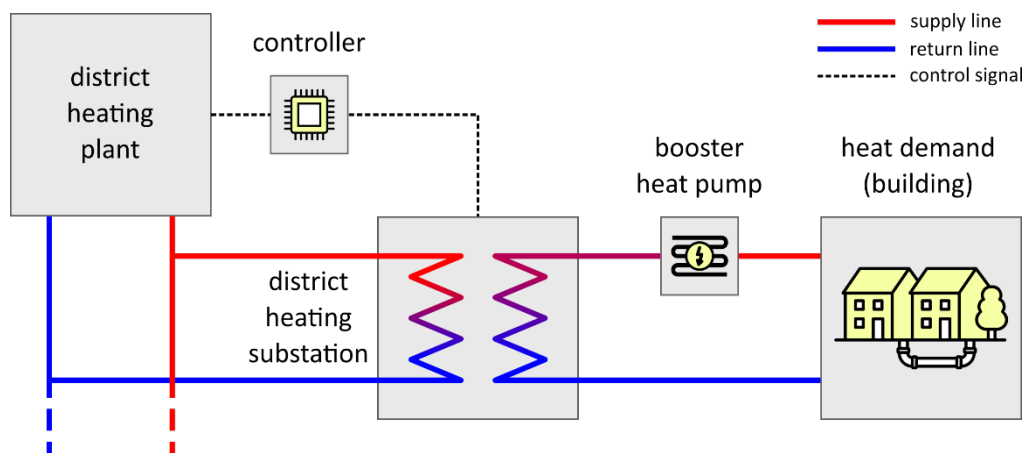 district
heating
plant
controller
supply line
return line
control signal
booster
heat pump
heat demand
(building)
district
heating
substation